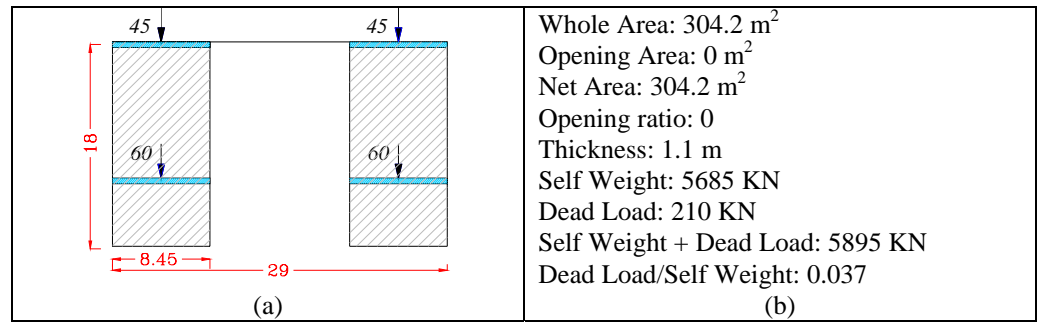 45 45
18
60 60
8.45
29
(a)
Whole Area: 304.2 m²
Opening Area: 0 m²
Net Area: 304.2 m²
Opening ratio: 0
Thickness: 1.1 m
Self Weight: 5685 KN
Dead Load: 210 KN
Self Weight + Dead Load: 5895 KN
Dead Load/Self Weight: 0.037
(b)